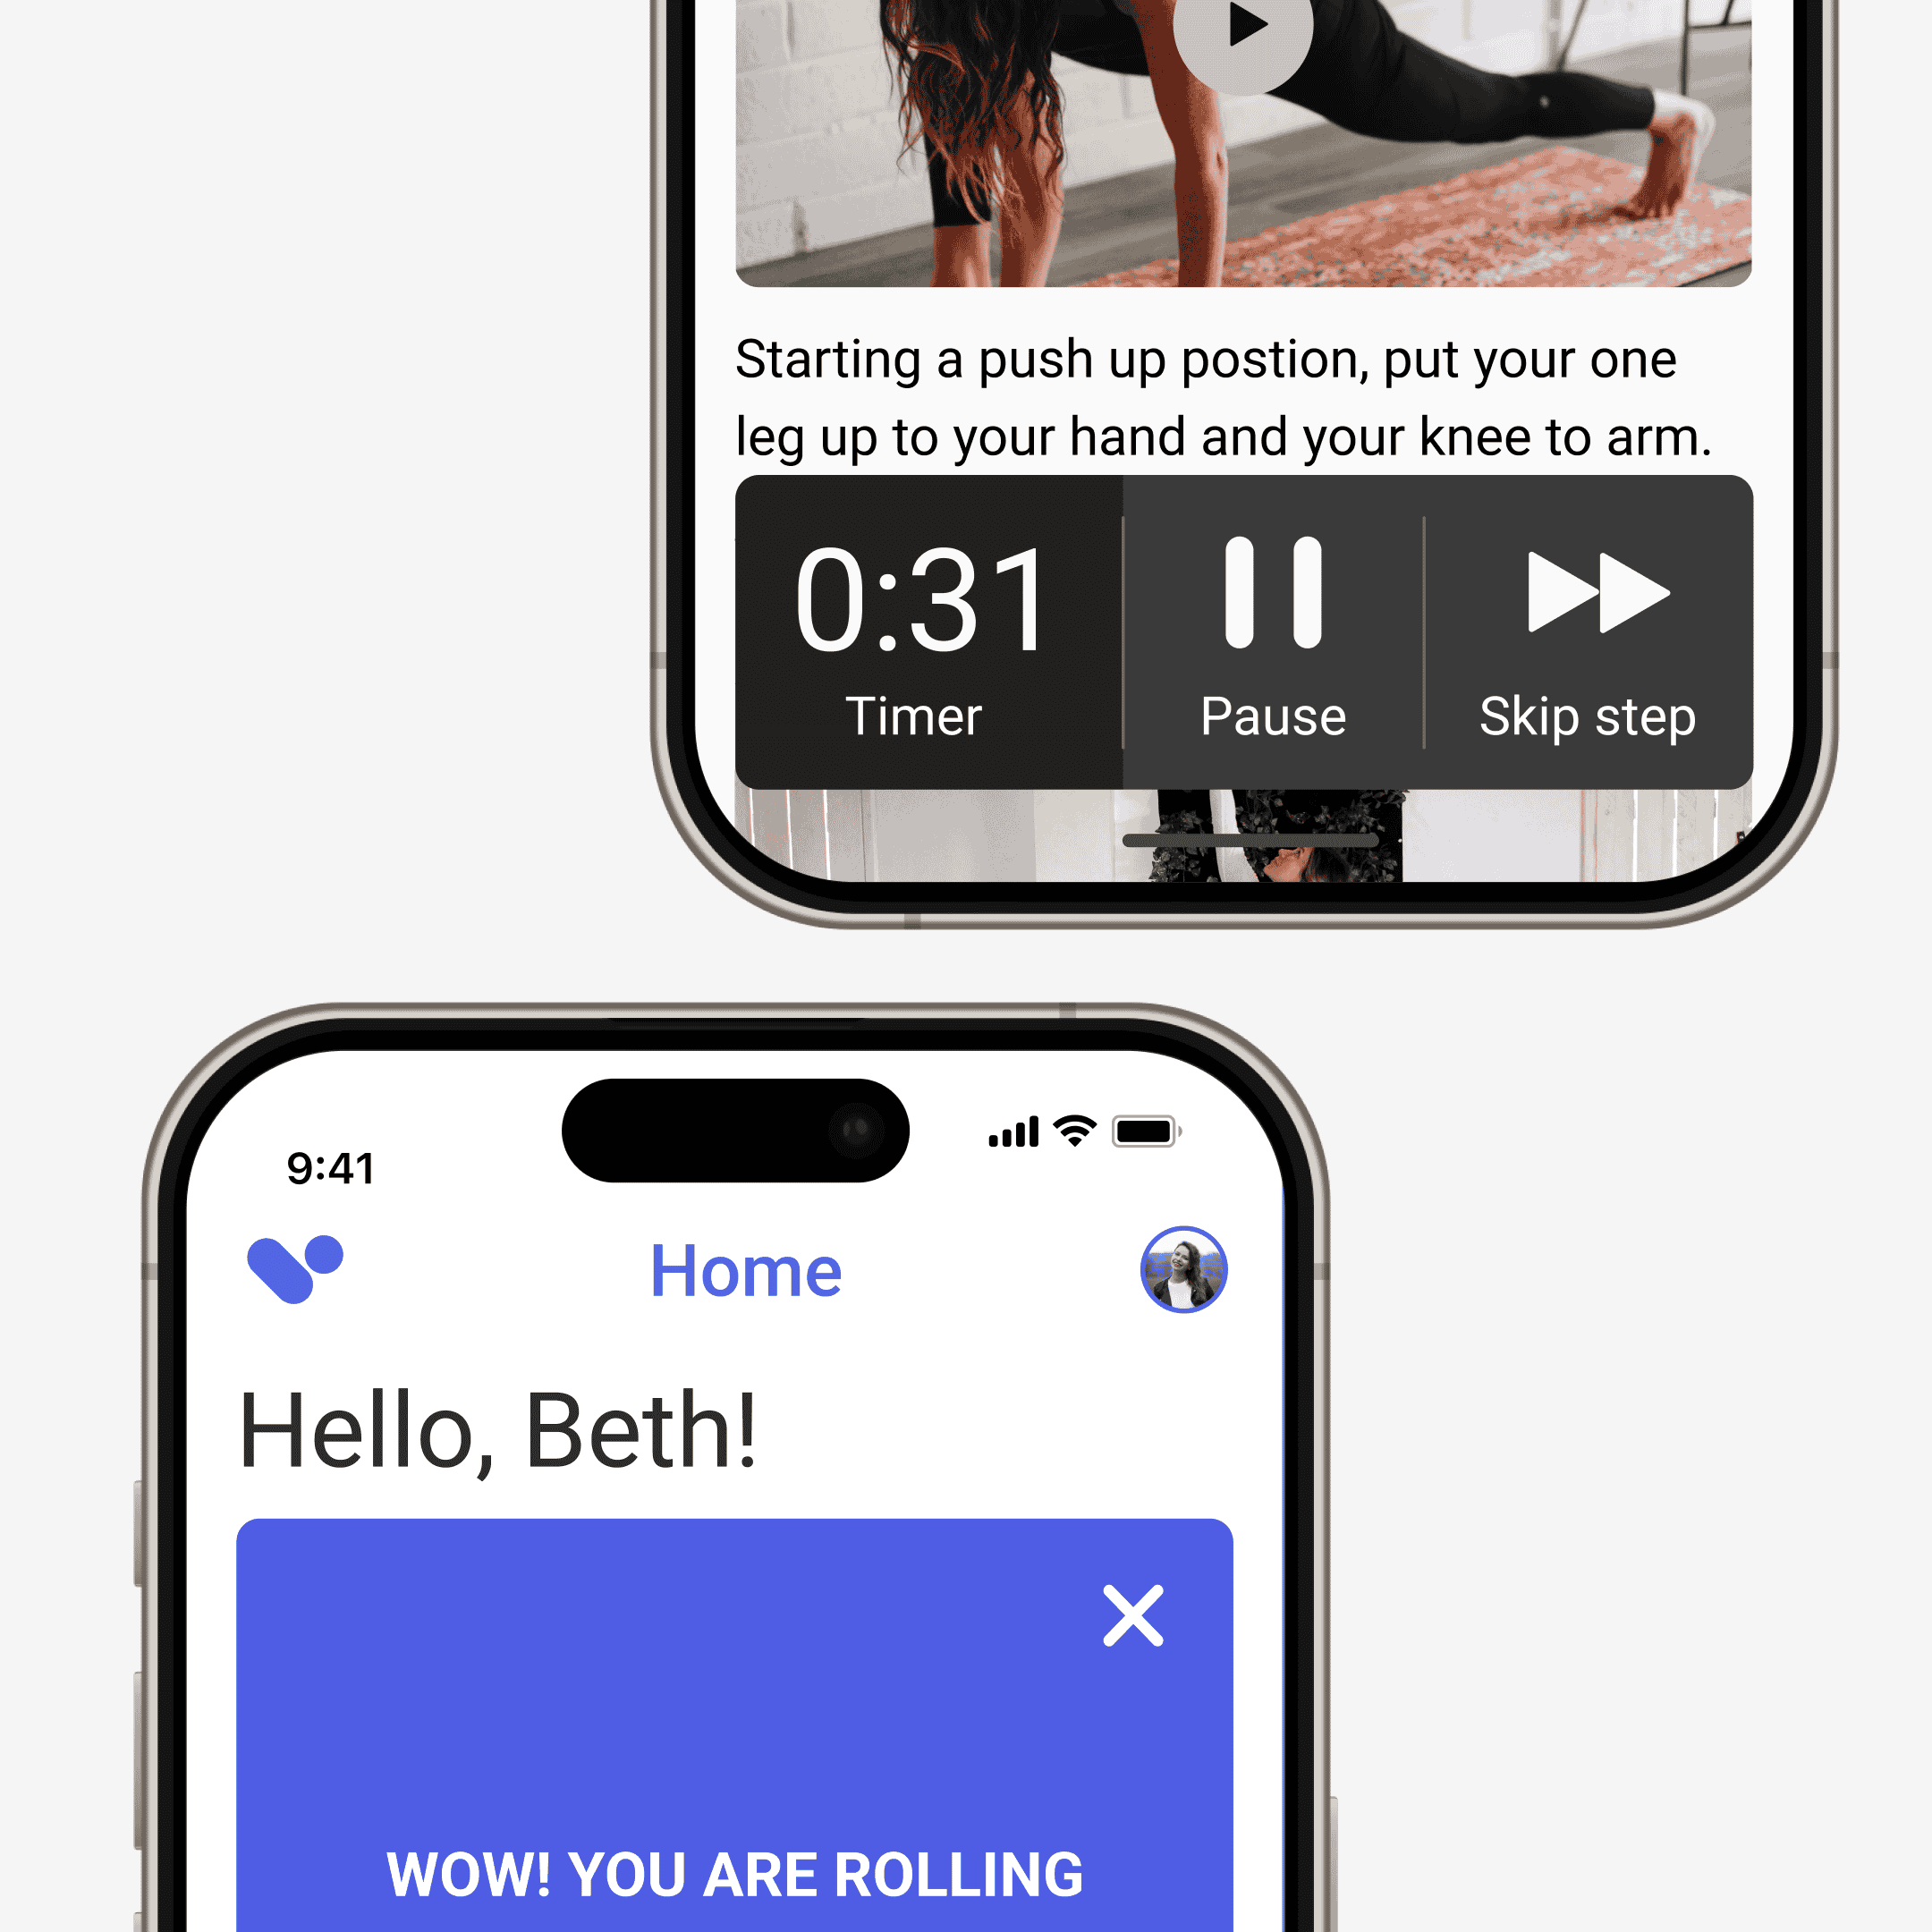 Starting a push up postion, put your one
leg up to your hand and your knee to arm.
0:31
Timer
Pause
Skip step
9:41
Home
Hello, Beth!
WOW! YOU ARE ROLLING